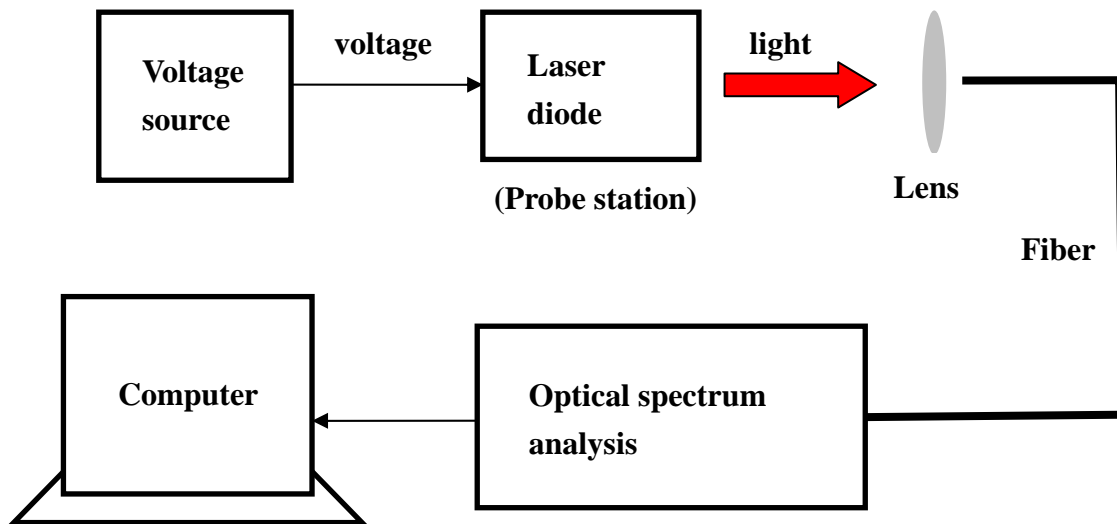 voltage
light
Voltage
source
Laser
diode
(Probe station)
Lens
Fiber
Computer
Optical spectrum
analysis